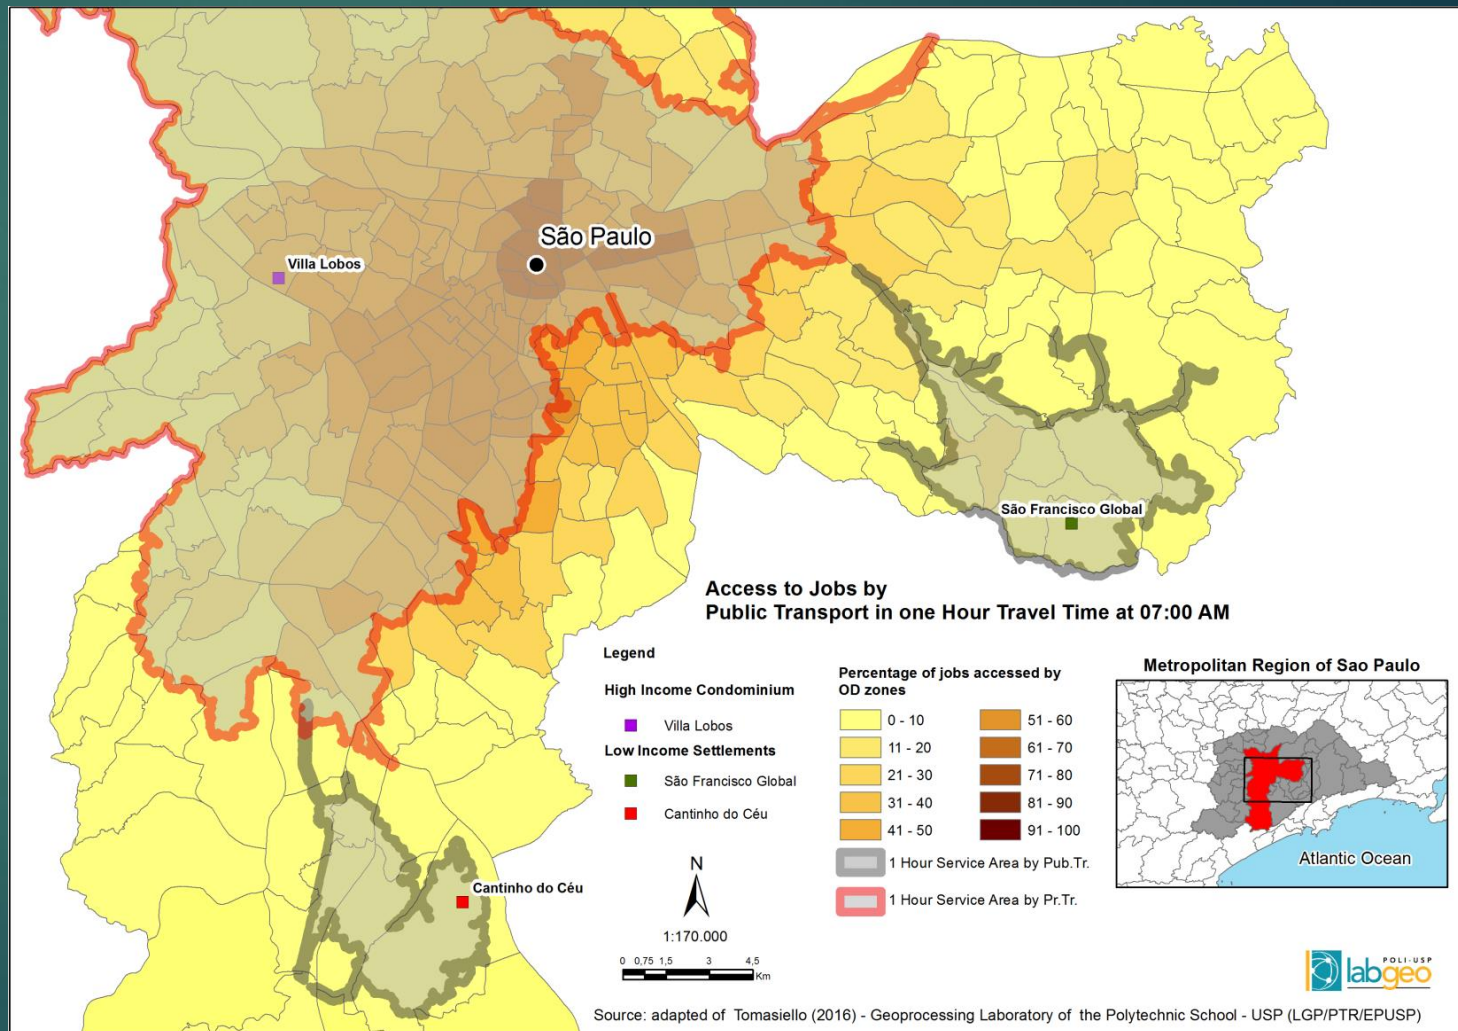 São Paulo
Villa Lobos
São Francisco Global
Cantinho do Céu
Access to Jobs by
Public Transport in one Hour Travel Time at 07:00 AM
Legend
High Income Condominium
Villa Lobos
Low Income Settlements
São Francisco Global
Cantinho do Céu
Percentage of jobs accessed by
OD zones
0 - 10
11 - 20
21 - 30
31 - 40
41 - 50
51 - 60
61 - 70
71 - 80
81 - 90
91 - 100
1 Hour Service Area by Pub.Tr.
1 Hour Service Area by Pr.Tr.
N
1:170.000
0 0,75 1,5 3 4,5
Km
Metropolitan Region of Sao Paulo
Atlantic Ocean
POLI-USP
labgeo
Source: adapted of Tomasiello (2016) - Geoprocessing Laboratory of the Polytechnic School - USP (LGP/PTR/EPUSP)